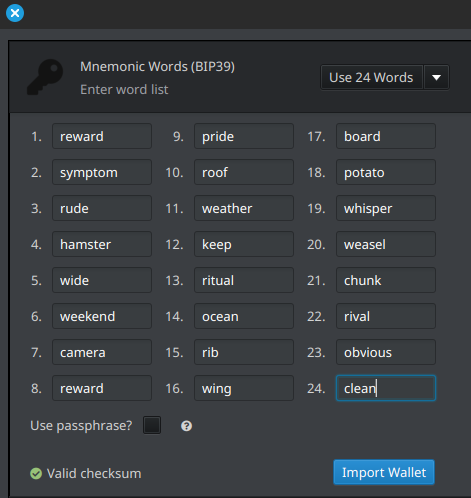 Mnemonic Words (BIP39)
Enter word list
Use 24 Words
1. reward 9. pride 17. board
2. symptom 10. roof 18. potato
3. rude 11. weather 19. whisper
4. hamster 12. keep 20. weasel
5. wide 13. ritual 21. chunk
6. weekend 14. ocean 22. rival
7. camera 15. rib 23. obvious
8. reward 16. wing 24. clean
Use passphrase? ?
Valid checksum Import Wallet